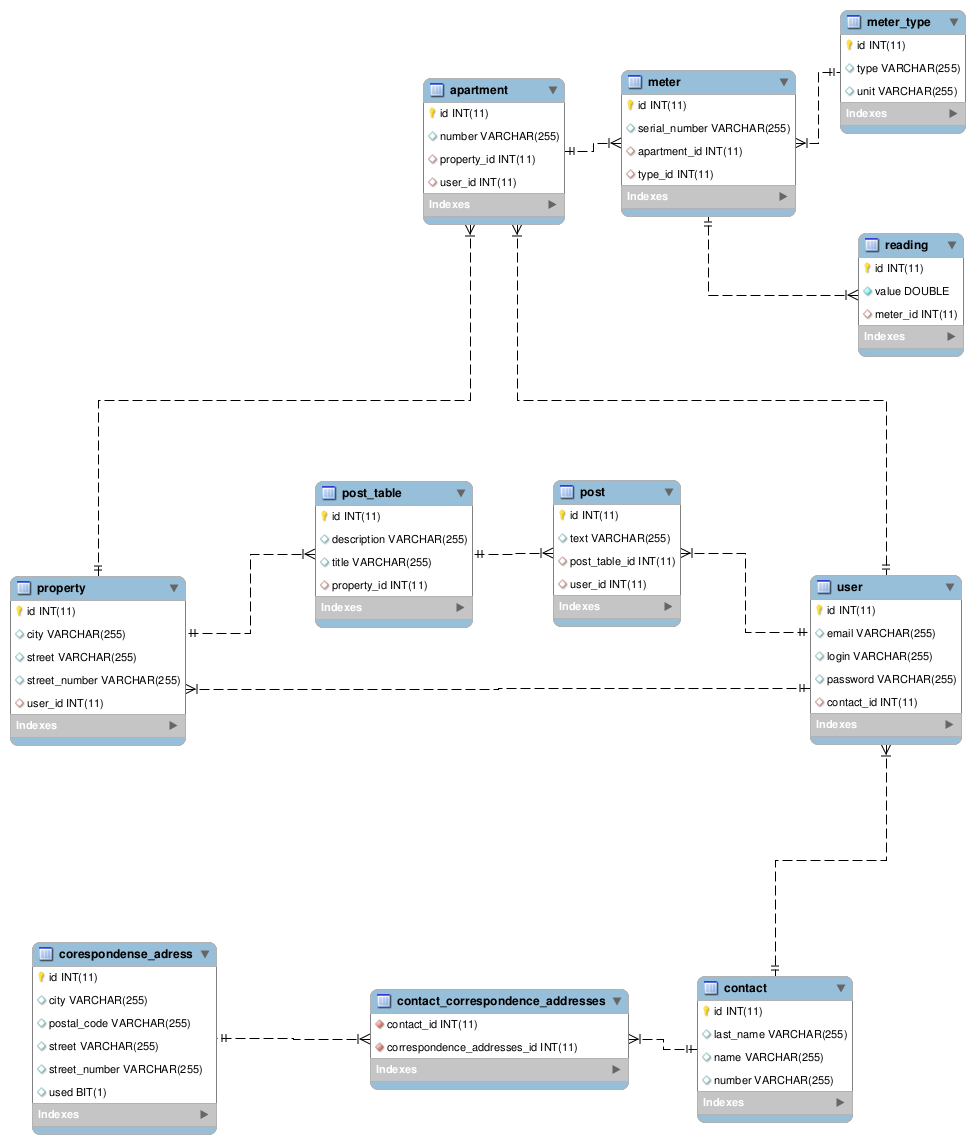 meter_type
id INT(11)
type VARCHAR(255)
unit VARCHAR(255)
Indexes
meter
id INT(11)
serial_number VARCHAR(255)
apartment_id INT(11)
type_id INT(11)
Indexes
apartment
id INT(11)
number VARCHAR(255)
property_id INT(11)
user_id INT(11)
Indexes
reading
id INT(11)
value DOUBLE
meter_id INT(11)
Indexes
post_table
id INT(11)
description VARCHAR(255)
title VARCHAR(255)
property_id INT(11)
Indexes
post
id INT(11)
text VARCHAR(255)
post_table_id INT(11)
user_id INT(11)
Indexes
property
id INT(11)
city VARCHAR(255)
street VARCHAR(255)
street_number VARCHAR(255)
user_id INT(11)
Indexes
user
id INT(11)
email VARCHAR(255)
login VARCHAR(255)
password VARCHAR(255)
contact_id INT(11)
Indexes
corespondense_adress
id INT(11)
city VARCHAR(255)
postal_code VARCHAR(255)
street VARCHAR(255)
street_number VARCHAR(255)
used BIT(1)
Indexes
contact_correspondence_addresses
contact_id INT(11)
correspondence_addresses_id INT(11)
Indexes
contact
id INT(11)
last_name VARCHAR(255)
name VARCHAR(255)
number VARCHAR(255)
Indexes